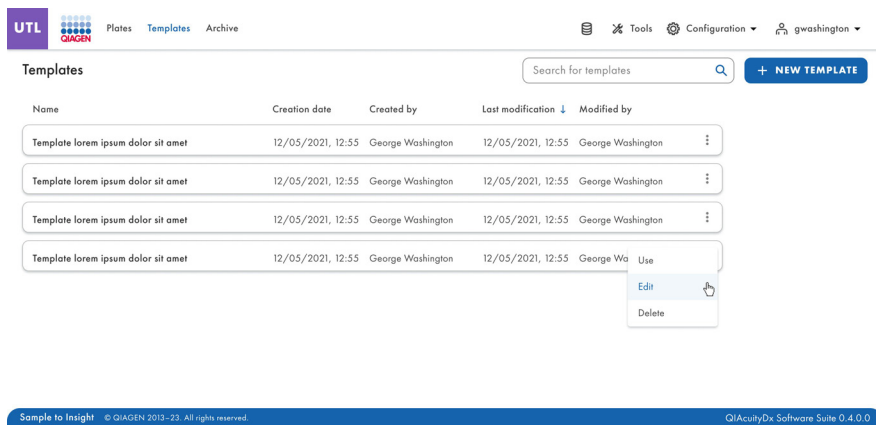 UTL QIAGEN Plates Templates Archive Tools Configuration gwashington
Templates Search for templates + NEW TEMPLATE
Name Creation date Created by Last modification ↓ Modified by
Template lorem ipsum dolor sit amet 12/05/2021, 12:55 George Washington 12/05/2021, 12:55 George Washington
Template lorem ipsum dolor sit amet 12/05/2021, 12:55 George Washington 12/05/2021, 12:55 George Washington
Template lorem ipsum dolor sit amet 12/05/2021, 12:55 George Washington 12/05/2021, 12:55 George Washington
Template lorem ipsum dolor sit amet 12/05/2021, 12:55 George Washington 12/05/2021, 12:55 George Wa
Use
Edit
Delete
Sample to Insight © QIAGEN 2013–23. All rights reserved. QIAcuityDx Software Suite 0.4.0.0